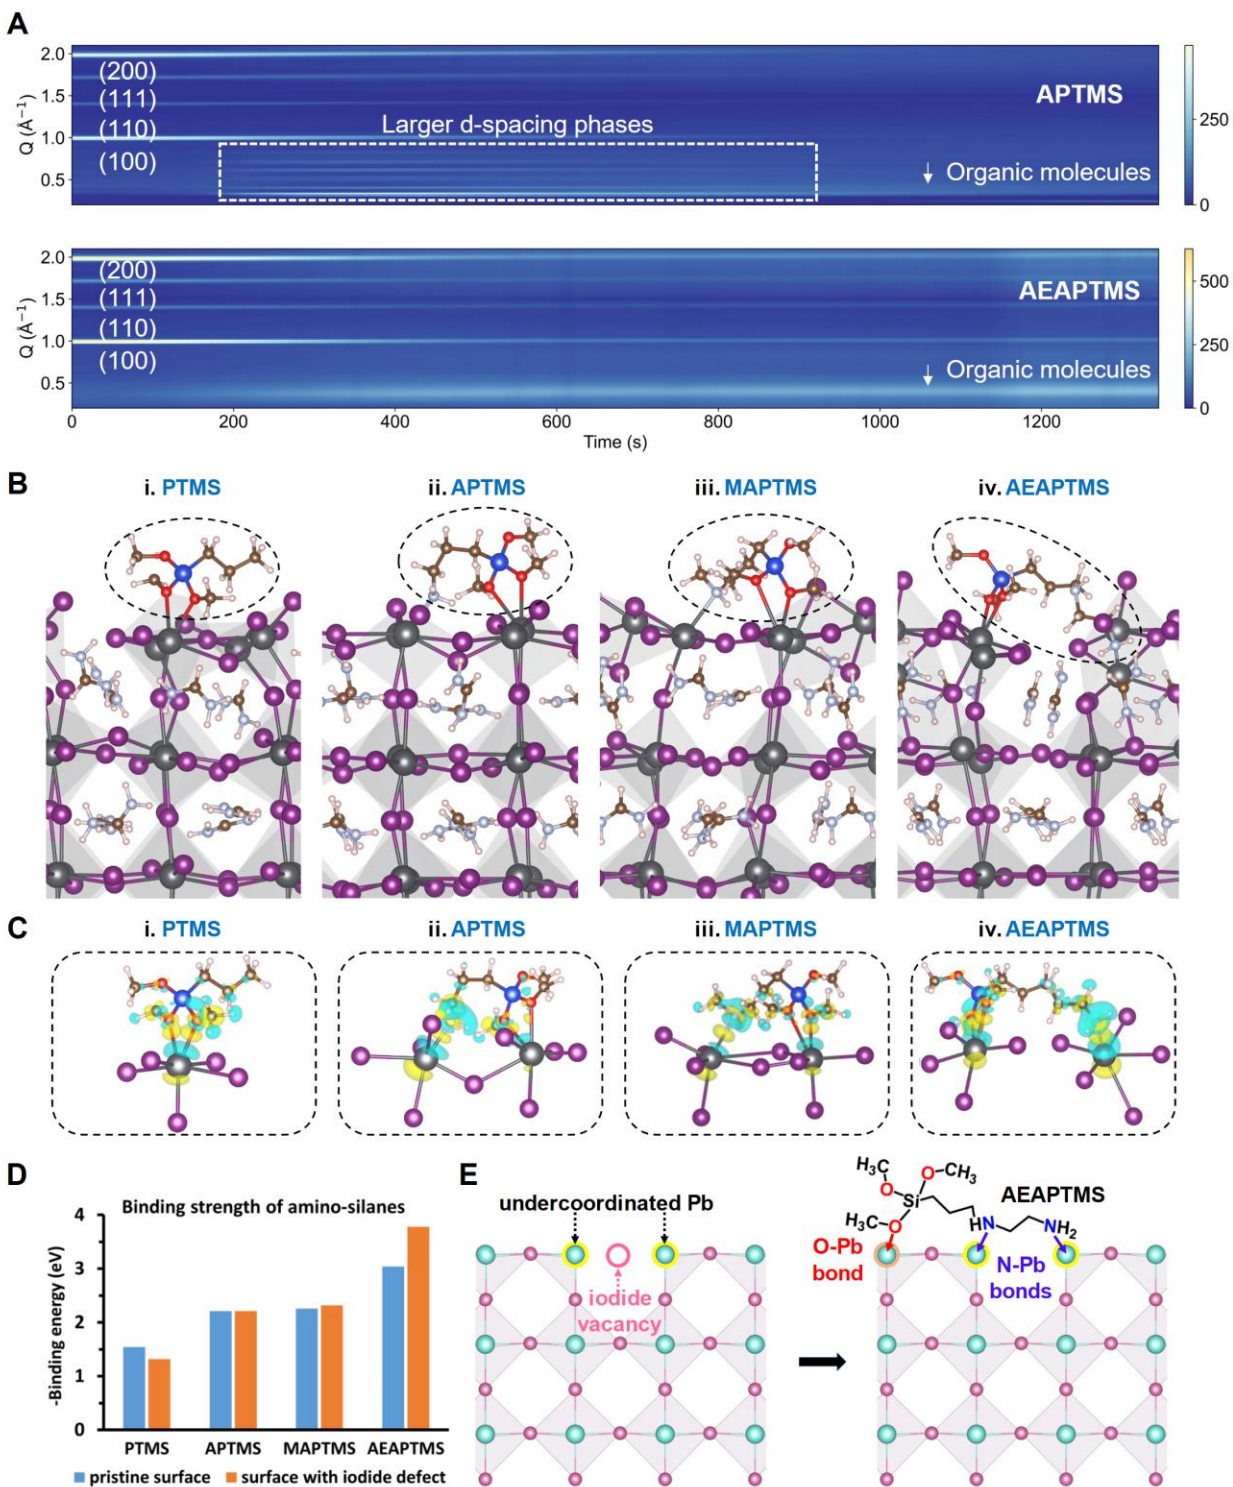 A
2.0
1.5
1.0
0.5
Q (Å⁻¹)
(200)
(111)
(110)
(100)
APTMS
Larger d-spacing phases
Organic molecules
250
0
2.0
1.5
1.0
0.5
Q (Å⁻¹)
(200)
(111)
(110)
(100)
AEAPTMS
Organic molecules
500
250
0
0 200 400 600 800 1000 1200
Time (s)
B
i. PTMS
ii. APTMS
iii. MAPTMS
iv. AEAPTMS
C
i. PTMS
ii. APTMS
iii. MAPTMS
iv. AEAPTMS
D
Binding strength of amino-silanes
-Binding energy (eV)
4
3
2
1
0
PTMS APTMS MAPTMS AEAPTMS
pristine surface surface with iodide defect
E
undercoordinated Pb
iodide
vacancy
H₃C
O
O-CH₃
O
Si
H₃C
O
HN
NH₂
AEAPTMS
O-Pb
bond
N-Pb
bonds